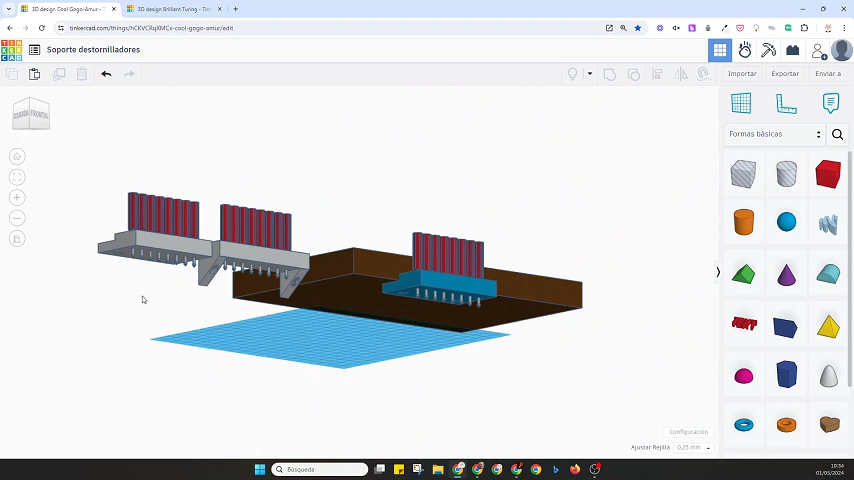 3D design Cool Gogo-Amur - T
3D design Brilliant Turing - Tin
tinkercad.com/things/hCKVCRqXMCx-cool-gogo-amur/edit
TIN
KER
CAD
Soporte destornilladores
Importar
Exportar
Enviar a
FRONTAL
Formas básicas
TEXT
Configuración
Ajustar Rejilla
0,25 mm
Búsqueda
10:34
01/05/2024